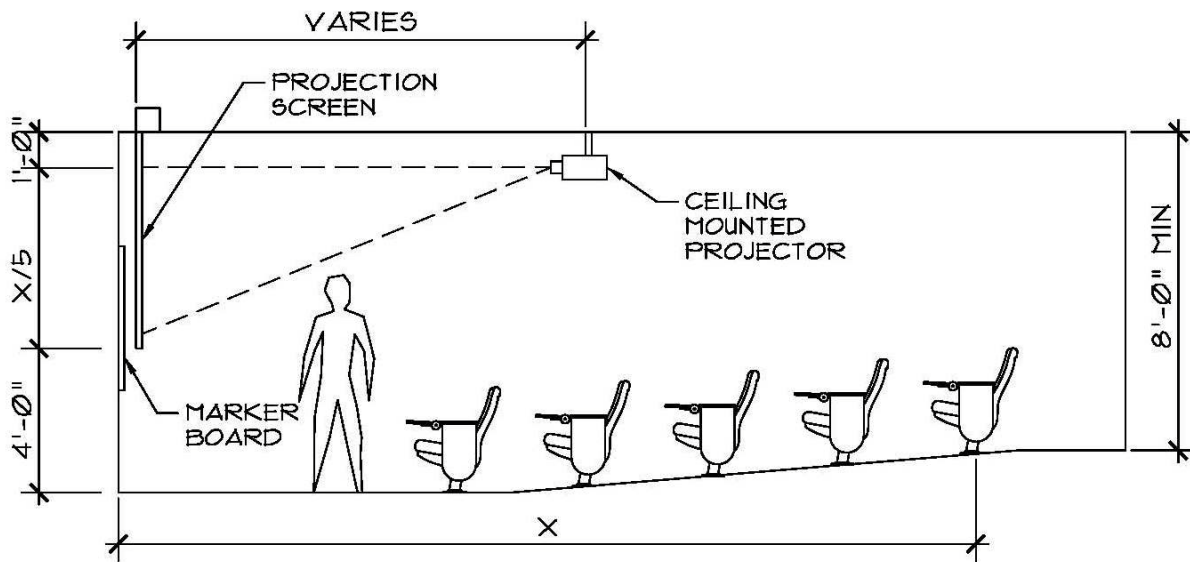 VARIES
PROJECTION
SCREEN
1'-0"
CEILING
MOUNTED
PROJECTOR
X/5
8'-0" MIN
MARKER
BOARD
4'-0"
X